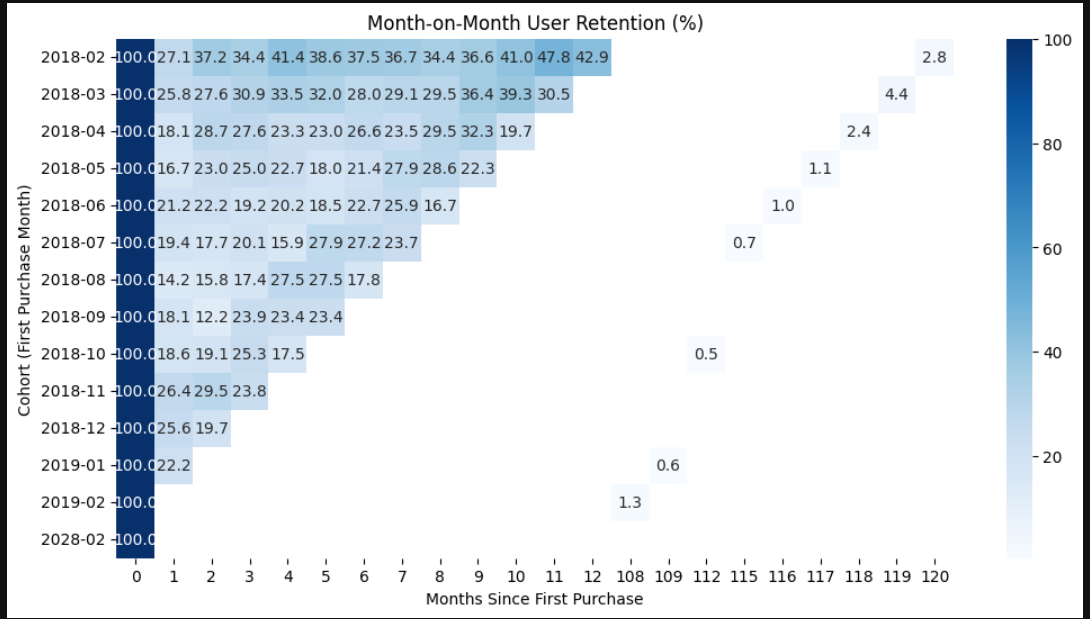 Month-on-Month User Retention (%)
Cohort (First Purchase Month)
2018-02 100.0 27.1 37.2 34.4 41.4 38.6 37.5 36.7 34.4 36.6 41.0 47.8 42.9 2.8
2018-03 100.0 25.8 27.6 30.9 33.5 32.0 28.0 29.1 29.5 36.4 39.3 30.5 4.4
2018-04 100.0 18.1 28.7 27.6 23.3 23.0 26.6 23.5 29.5 32.3 19.7 2.4
2018-05 100.0 16.7 23.0 25.0 22.7 18.0 21.4 27.9 28.6 22.3 1.1
2018-06 100.0 21.2 22.2 19.2 20.2 18.5 22.7 25.9 16.7 1.0
2018-07 100.0 19.4 17.7 20.1 15.9 27.9 27.2 23.7 0.7
2018-08 100.0 14.2 15.8 17.4 27.5 27.5 17.8
2018-09 100.0 18.1 12.2 23.9 23.4 23.4
2018-10 100.0 18.6 19.1 25.3 17.5 0.5
2018-11 100.0 26.4 29.5 23.8
2018-12 100.0 25.6 19.7
2019-01 100.0 22.2 0.6
2019-02 100.0 1.3
2028-02 100.0
0 1 2 3 4 5 6 7 8 9 10 11 12 108 109 112 115 116 117 118 119 120
Months Since First Purchase
100
80
60
40
20